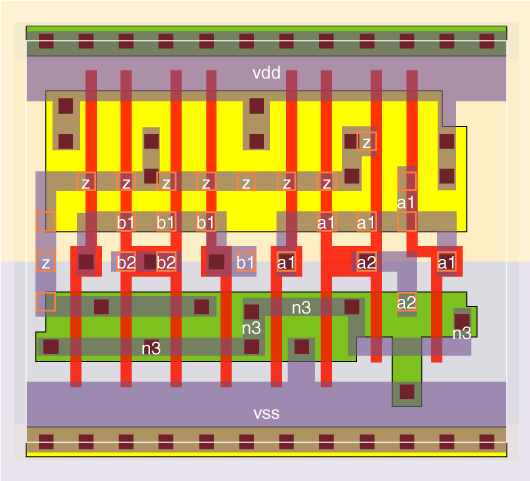 vdd
z
z z z z z z z
a1
b1 b1 b1 a1 a1
z b2 b2 b1 a1 a2 a1
a2
n3
n3
n3
n3
vss